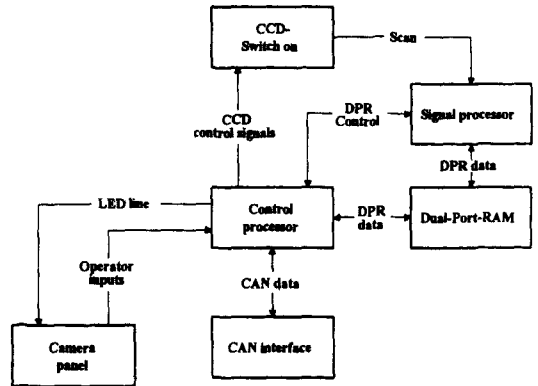 CCD-
Switch on
Scan
Signal processor
DPR
Control
CCD
control signals
DPR data
LED line
Control
processor
DPR
data
Dual-Port-RAM
Operator
inputs
CAN data
Camera
panel
CAN interface